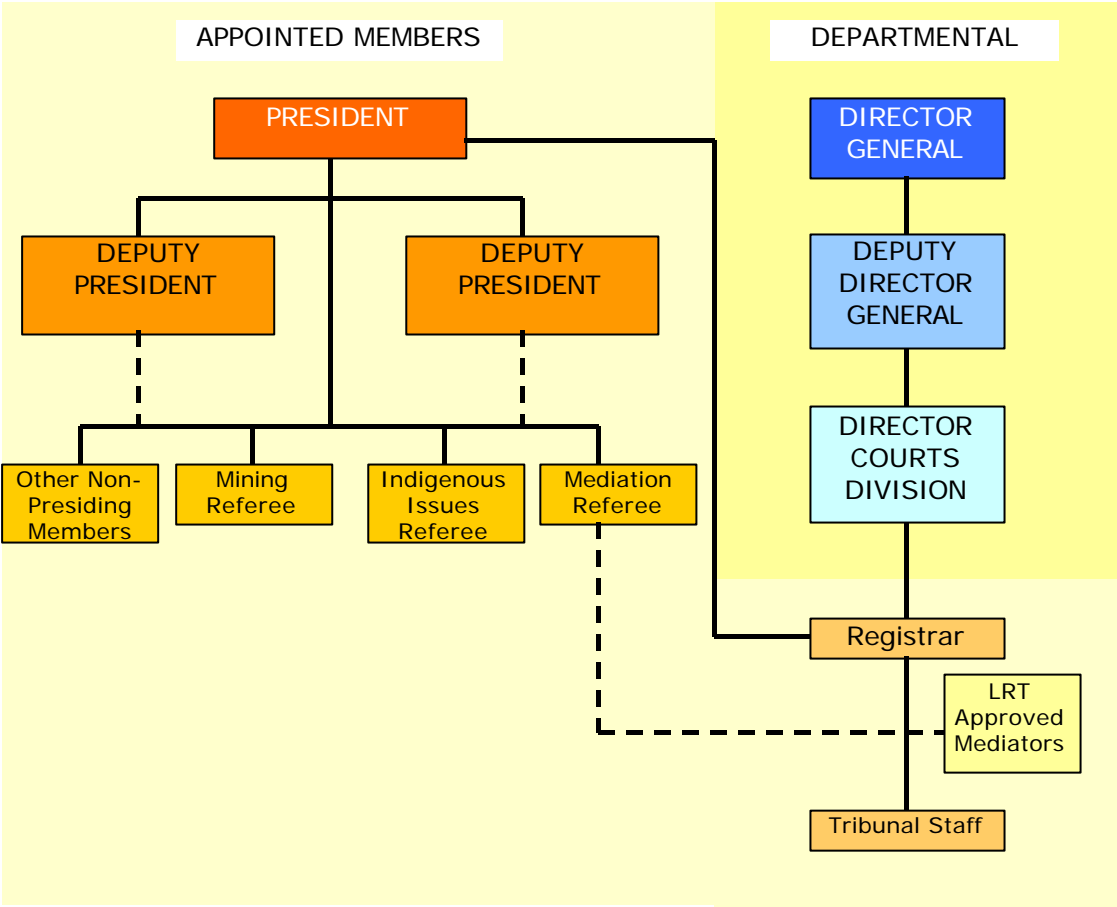 APPOINTED MEMBERS
DEPARTMENTAL
PRESIDENT
DIRECTOR
GENERAL
DEPUTY
PRESIDENT
DEPUTY
PRESIDENT
DEPUTY
DIRECTOR
GENERAL
DIRECTOR
COURTS
DIVISION
Other Non-
Presiding
Members
Mining
Referee
Indigenous
Issues
Referee
Mediation
Referee
Registrar
LRT
Approved
Mediators
Tribunal Staff